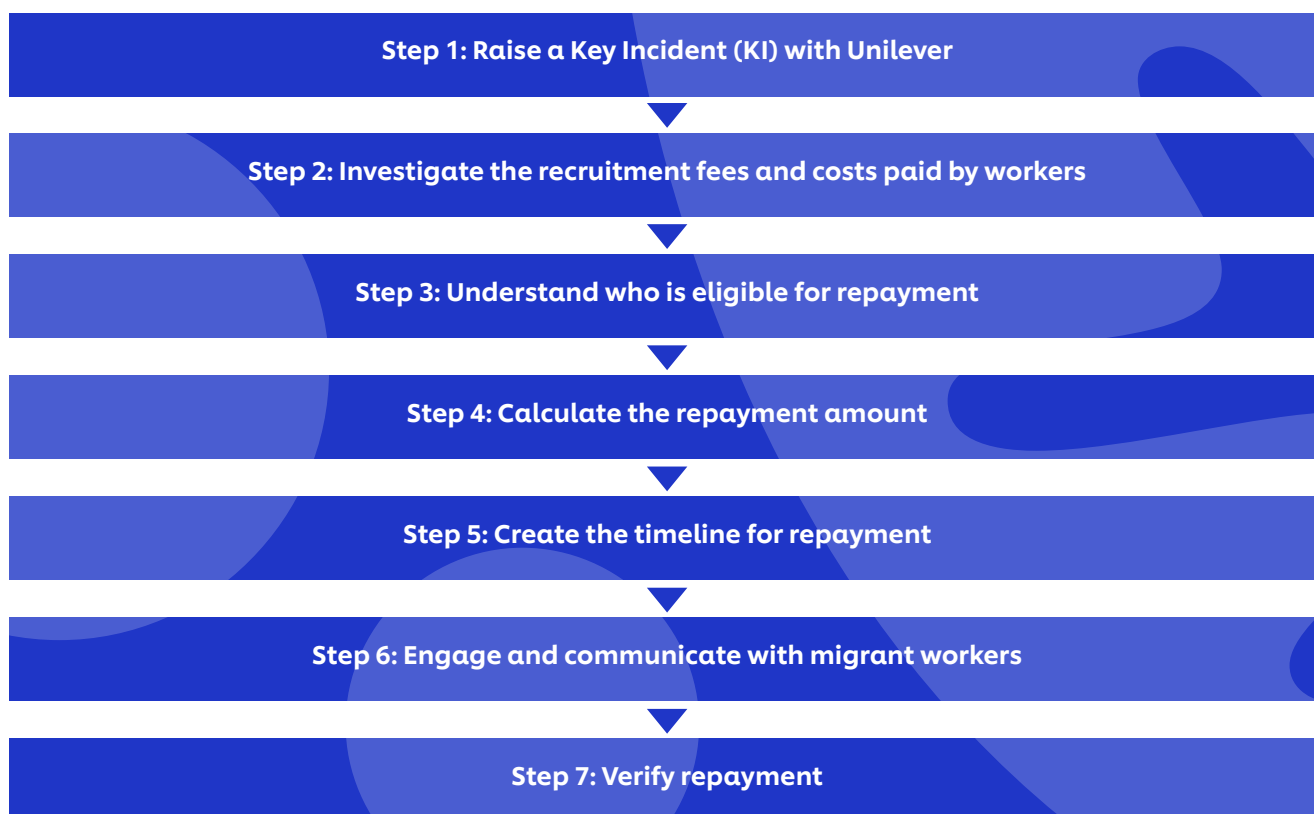 Step 1: Raise a Key Incident (KI) with Unilever
Step 2: Investigate the recruitment fees and costs paid by workers
Step 3: Understand who is eligible for repayment
Step 4: Calculate the repayment amount
Step 5: Create the timeline for repayment
Step 6: Engage and communicate with migrant workers
Step 7: Verify repayment